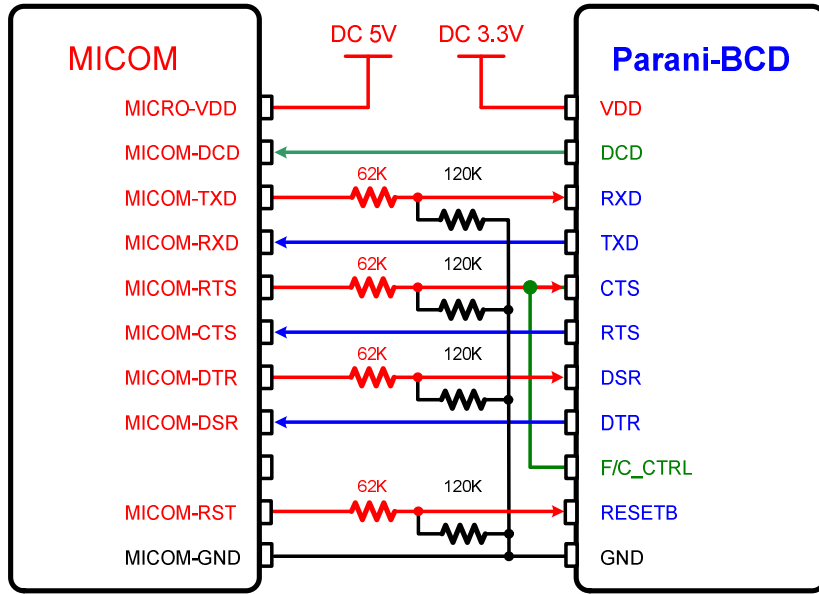 DC 5V
DC 3.3V
MICOM
Parani-BCD
MICRO-VDD
VDD
MICOM-DCD
DCD
62K
120K
MICOM-TXD
RXD
MICOM-RXD
TXD
62K
120K
MICOM-RTS
CTS
MICOM-CTS
RTS
62K
120K
MICOM-DTR
DSR
MICOM-DSR
DTR
F/C_CTRL
62K
120K
MICOM-RST
RESETB
MICOM-GND
GND